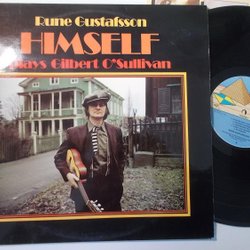 Rune Gustafsson
HIMSELF
plays Gilbert O'Sullivan